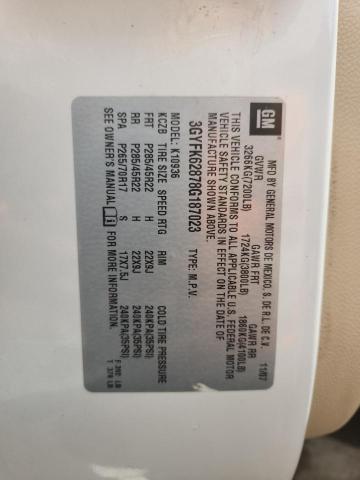 GM
MFD BY GENERAL MOTORS DE MEXICO, S. DE R.L. DE C.V.
11/07
GVWR GAWR FRT GAWR RR
3266KG(7200LB) 1724KG(3800LB) 1860KG(4100LB)
THIS VEHICLE CONFORMS TO ALL APPLICABLE U.S. FEDERAL MOTOR
VEHICLE SAFETY STANDARDS IN EFFECT ON THE DATE OF
MANUFACTURE SHOWN ABOVE.
3GYFK62878G187023 TYPE: M.P.V.
MODEL: K10936
KCZB TIRE SIZE SPEED RTG RIM COLD TIRE PRESSURE
FRT P285/45R22 H 22X9J 240KPA(35PSI)
RR P285/45R22 H 22X9J 240KPA(35PSI)
SPA P265/70R17 S 17X7.5J 240KPA(35PSI)
SEE OWNER'S MANUAL FOR MORE INFORMATION.